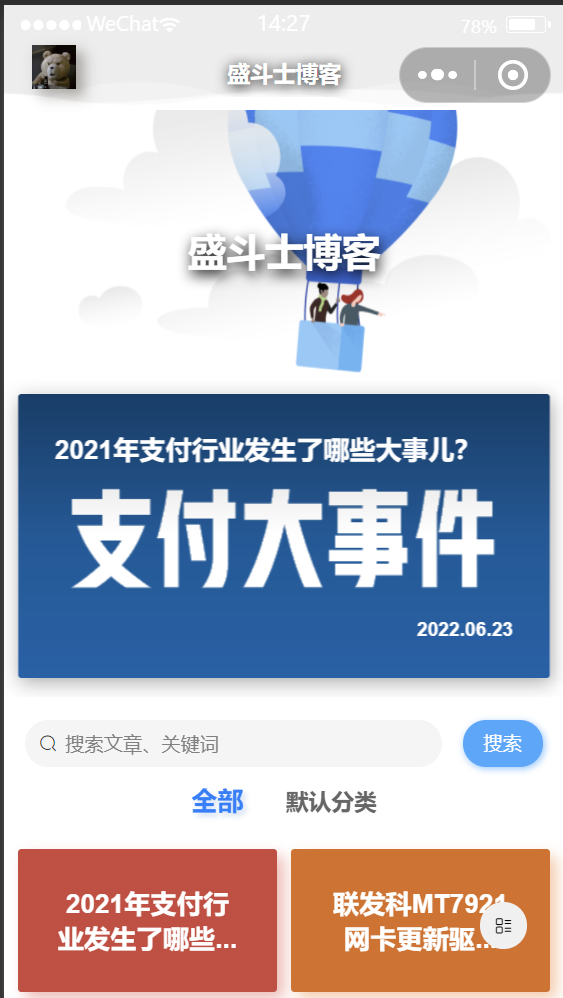 WeChat 14:27 78%
盛斗士博客
盛斗士博客
2021年支付行业发生了哪些大事儿?
支付大事件
2022.06.23
搜索文章、关键词 搜索
全部 默认分类
2021年支付行
业发生了哪些...
联发科MT7921
网卡更新驱...